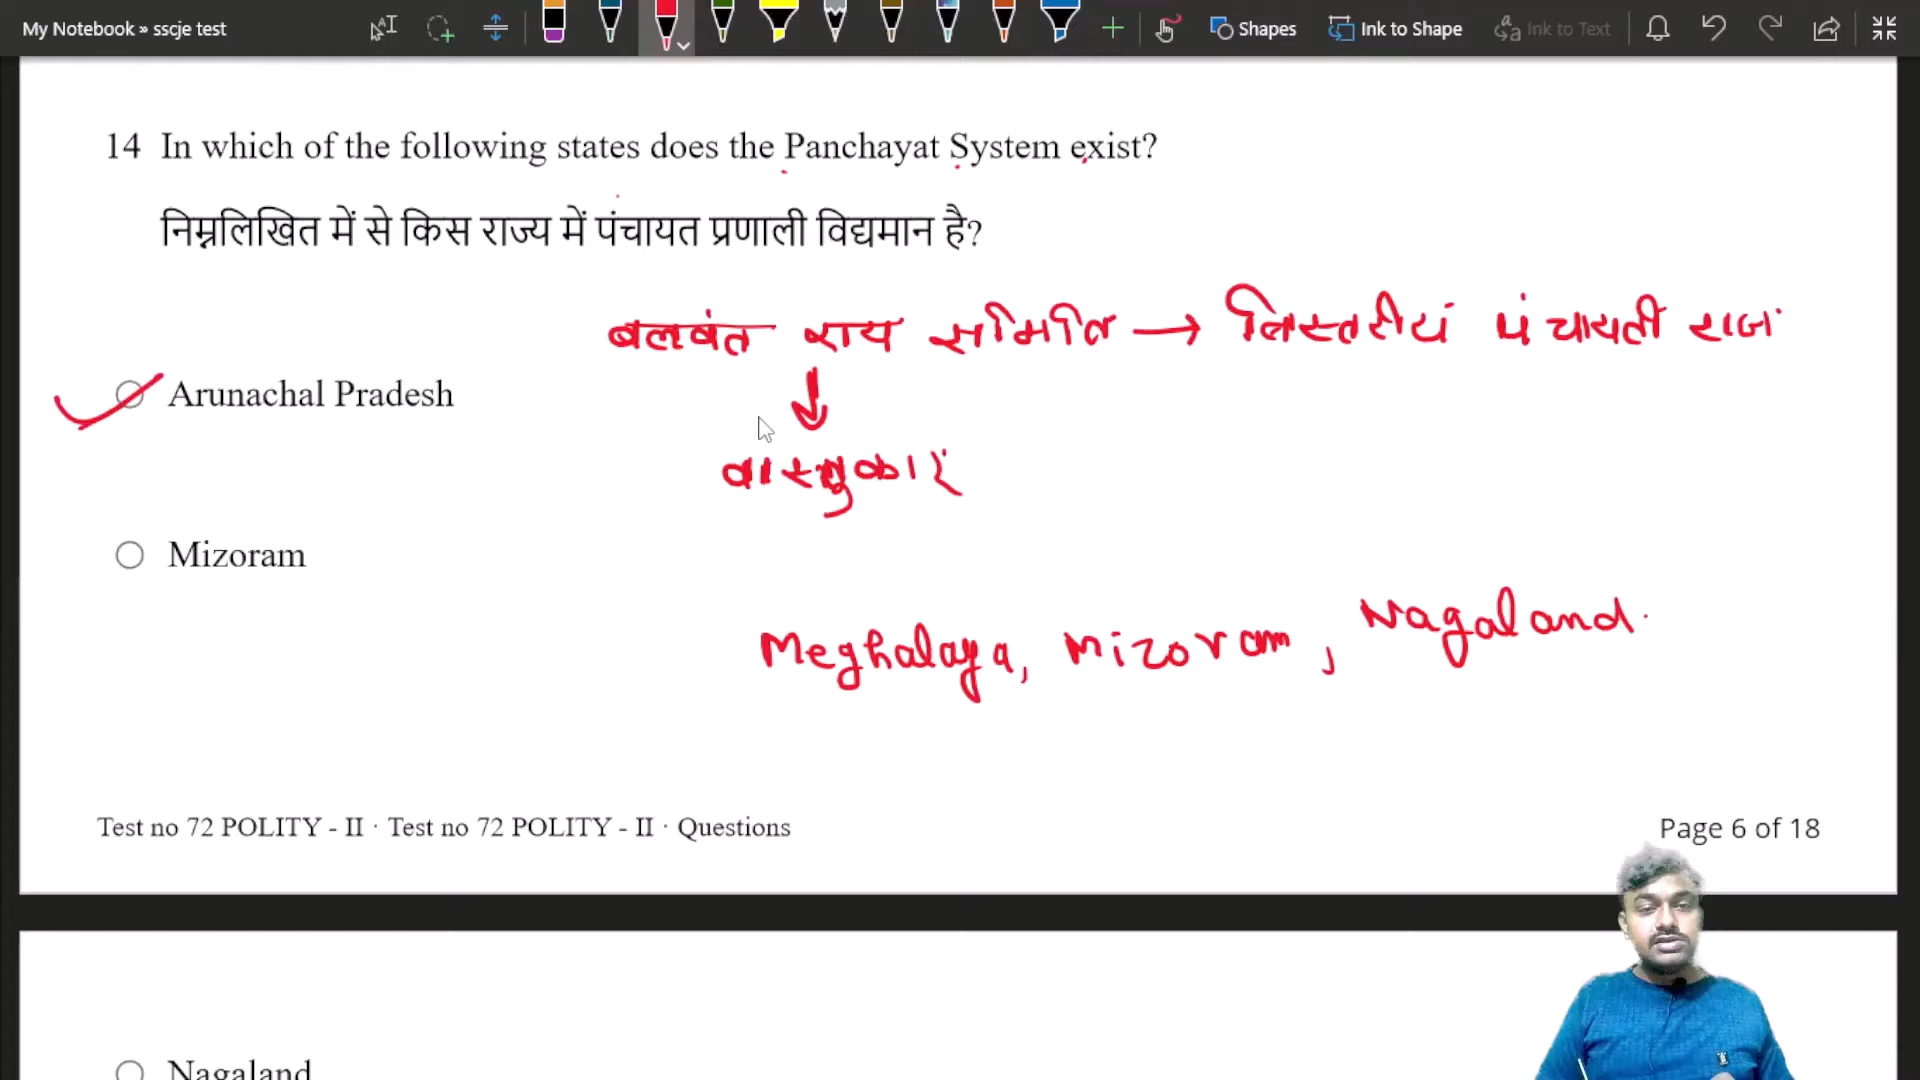 My Notebook » sscje test
Shapes
Ink to Shape
Ink to Text
14 In which of the following states does the Panchayat System exist?
निम्नलिखित में से किस राज्य में पंचायत प्रणाली विद्यमान है?
बलवंत राय समिति → त्रिस्तरीय पंचायती राज
Arunachal Pradesh
वास्तुकार
Mizoram
Meghalaya, Mizoram, Nagaland.
Test no 72 POLITY - II · Test no 72 POLITY - II · Questions
Page 6 of 18
Nagaland